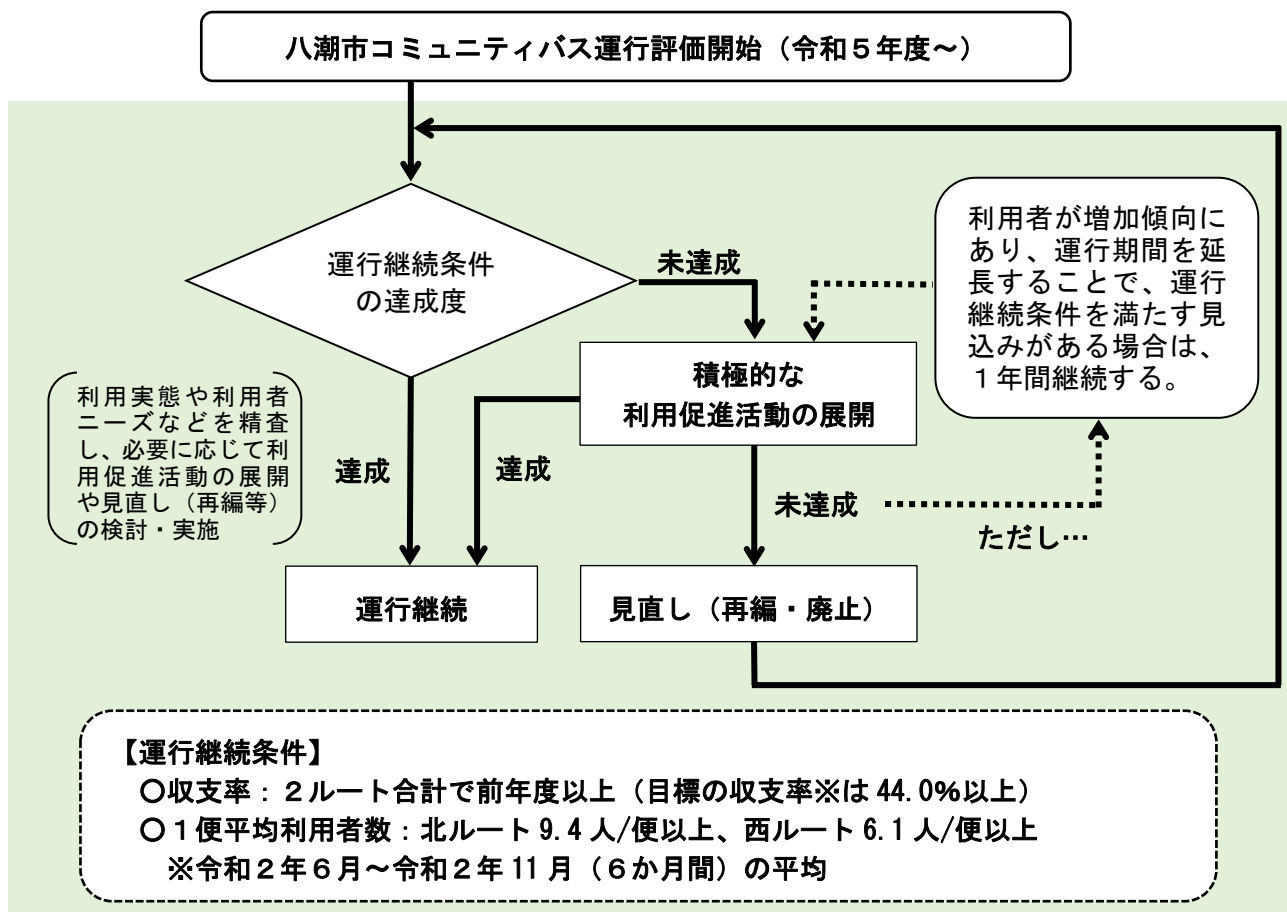 八潮市コミュニティバス運行評価開始（令和５年度～）
運行継続条件
の達成度
未達成
利用者が増加傾向に
あり、運行期間を延
長することで、運行
継続条件を満たす見
込みがある場合は、
１年間継続する。
積極的な
利用促進活動の展開
利用実態や利用者
ニーズなどを精査
し、必要に応じて利
用促進活動の展開
や見直し（再編等）
の検討・実施
達成
達成
未達成
ただし…
運行継続
見直し（再編・廃止）
【運行継続条件】
〇収支率：２ルート合計で前年度以上（目標の収支率※は 44.0%以上）
〇１便平均利用者数：北ルート 9.4 人/便以上、西ルート 6.1 人/便以上
※令和２年６月～令和２年 11 月（６か月間）の平均